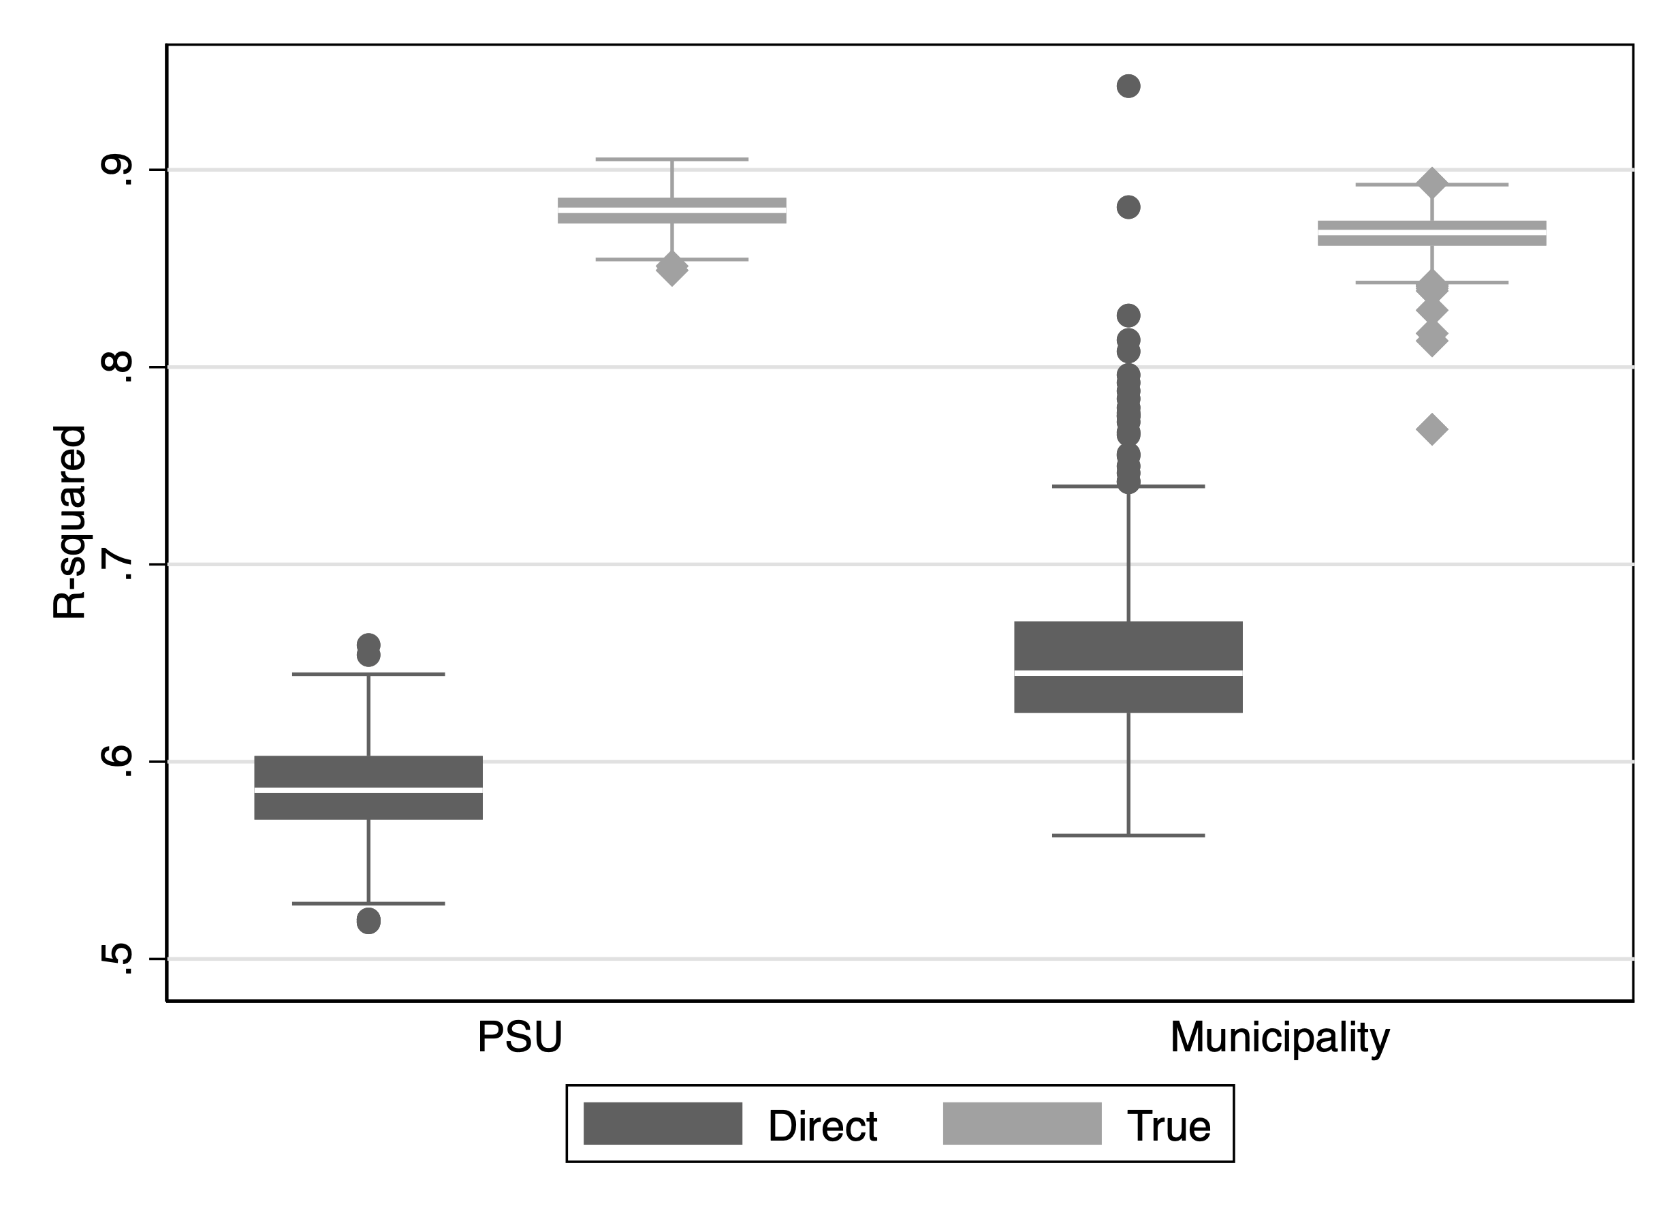 R-squared
.9
.8
.7
.6
.5
PSU
Municipality
Direct
True